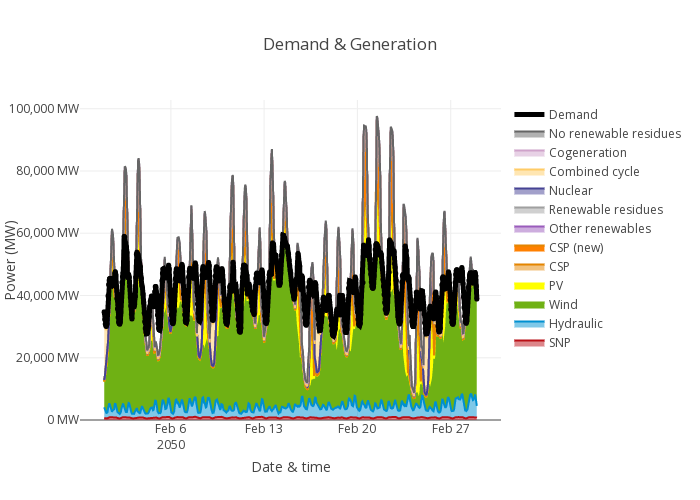 Demand & Generation
100,000 MW
80,000 MW
60,000 MW
40,000 MW
20,000 MW
0 MW
Power (MW)
Feb 6
2050
Feb 13
Feb 20
Feb 27
Date & time
Demand
No renewable residues
Cogeneration
Combined cycle
Nuclear
Renewable residues
Other renewables
CSP (new)
CSP
PV
Wind
Hydraulic
SNP